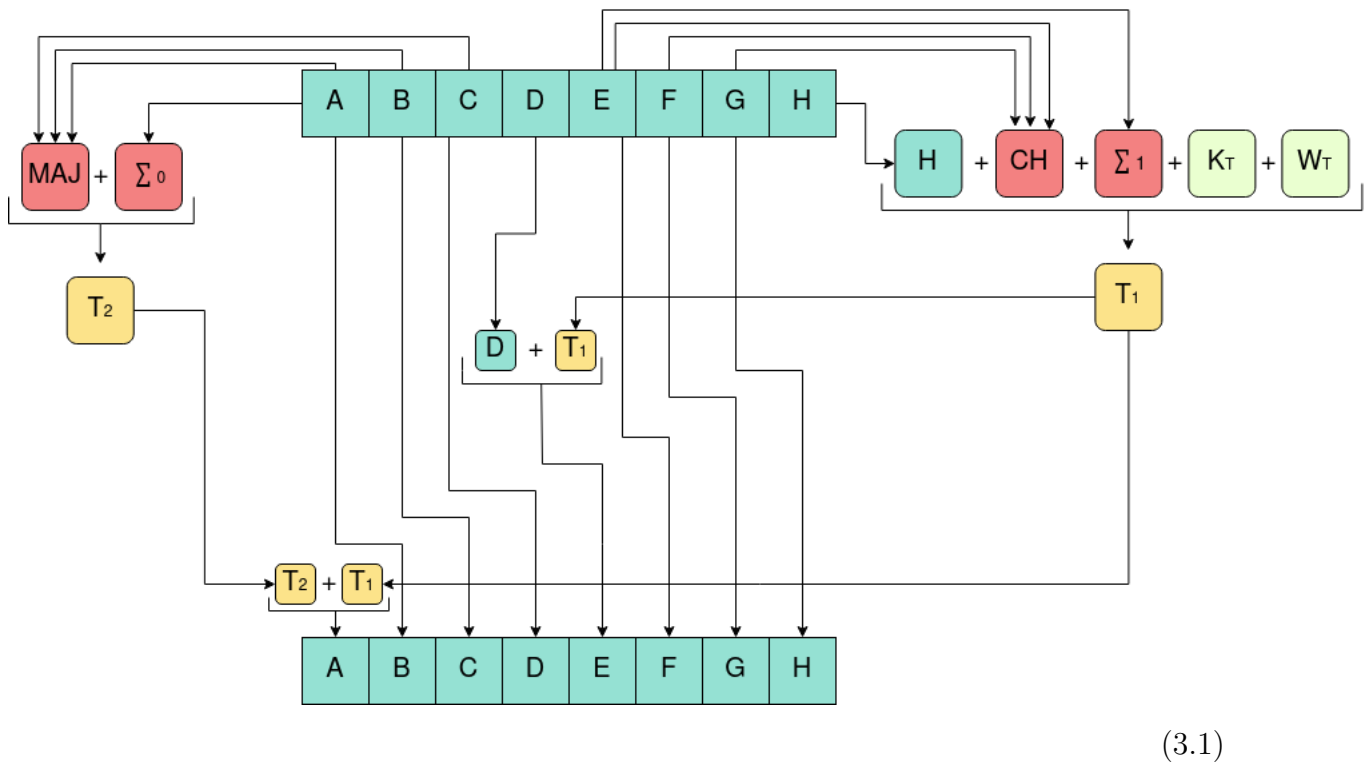 A B C D E F G H
MAJ + Σ 0
H + CH + Σ 1 + KT + WT
T2
T1
D + T1
T2 + T1
A B C D E F G H
(3.1)